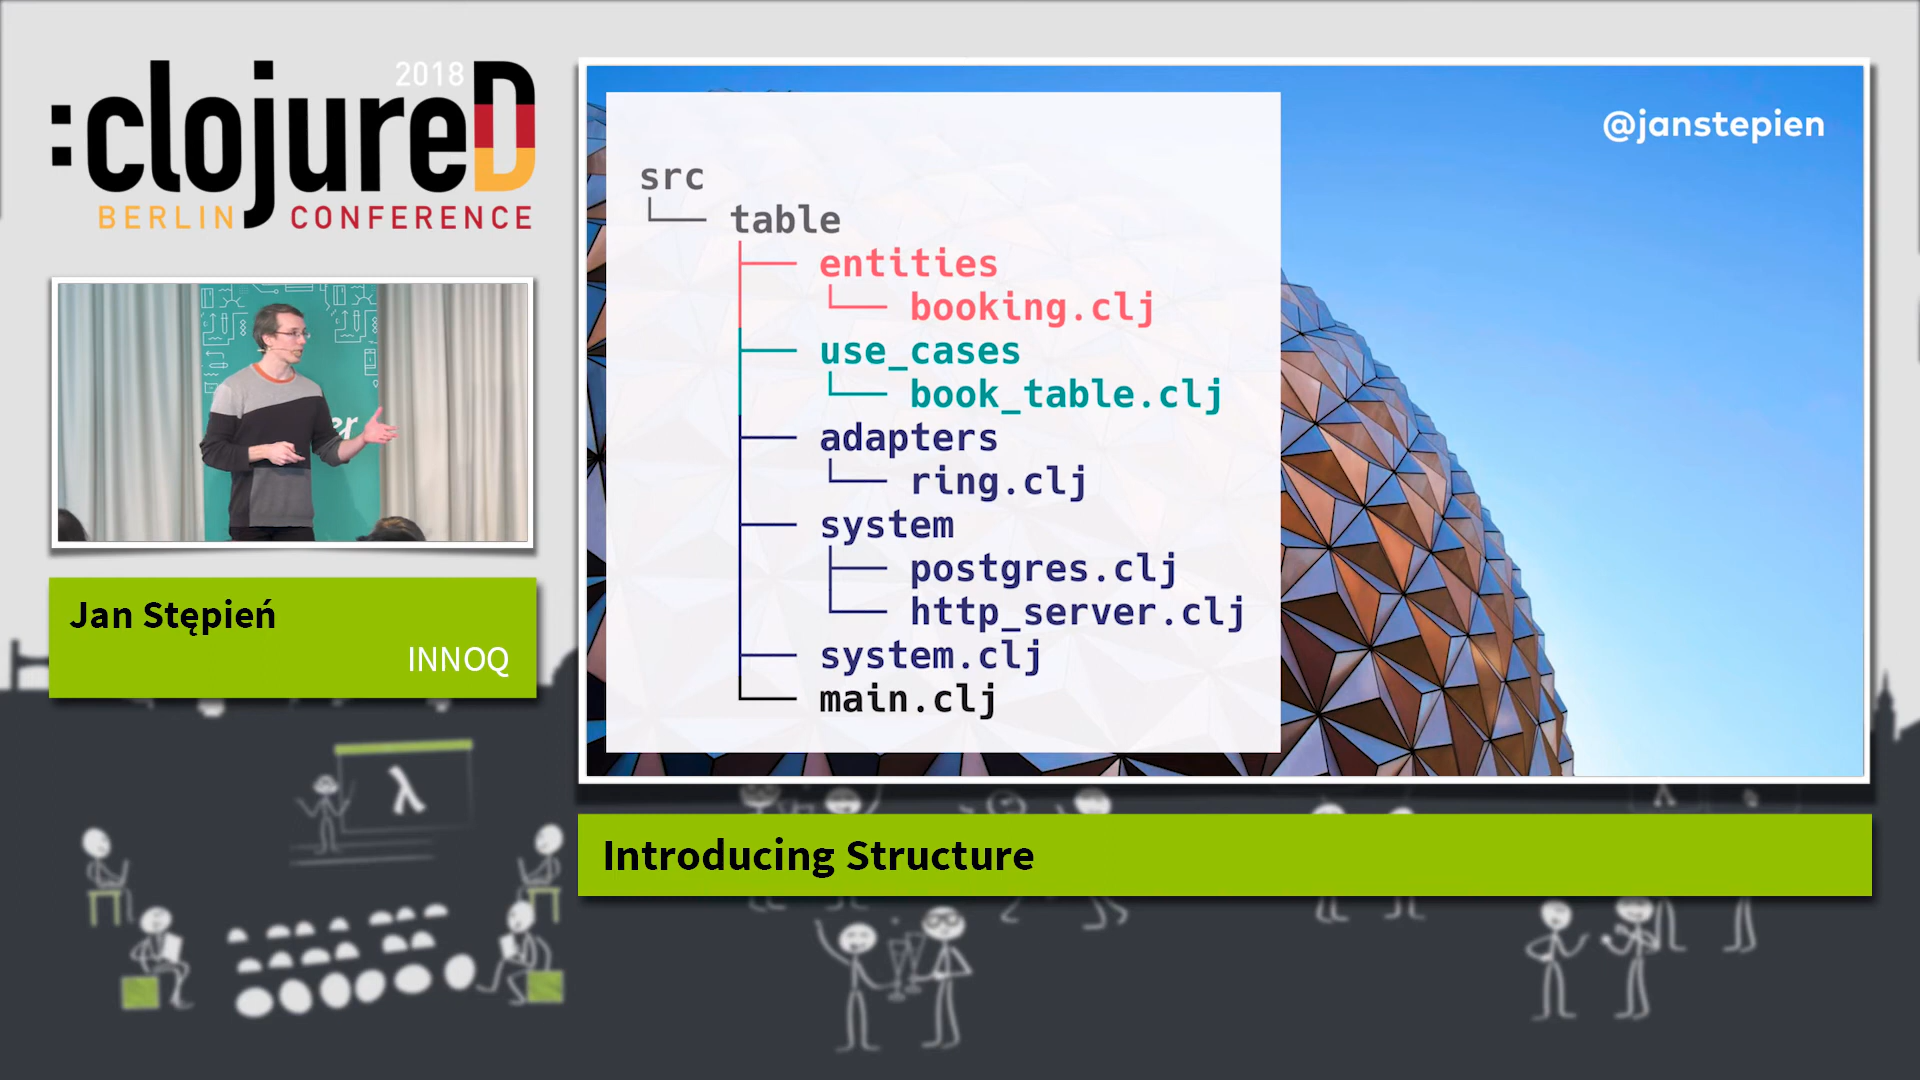 2018
:clojureD
BERLIN CONFERENCE
er
Jan Stępień
INNOQ
@janstepien
src
└── table
├── entities
└── booking.clj
├── use_cases
└── book_table.clj
├── adapters
└── ring.clj
├── system
├── postgres.clj
└── http_server.clj
├── system.clj
└── main.clj
Introducing Structure
λ